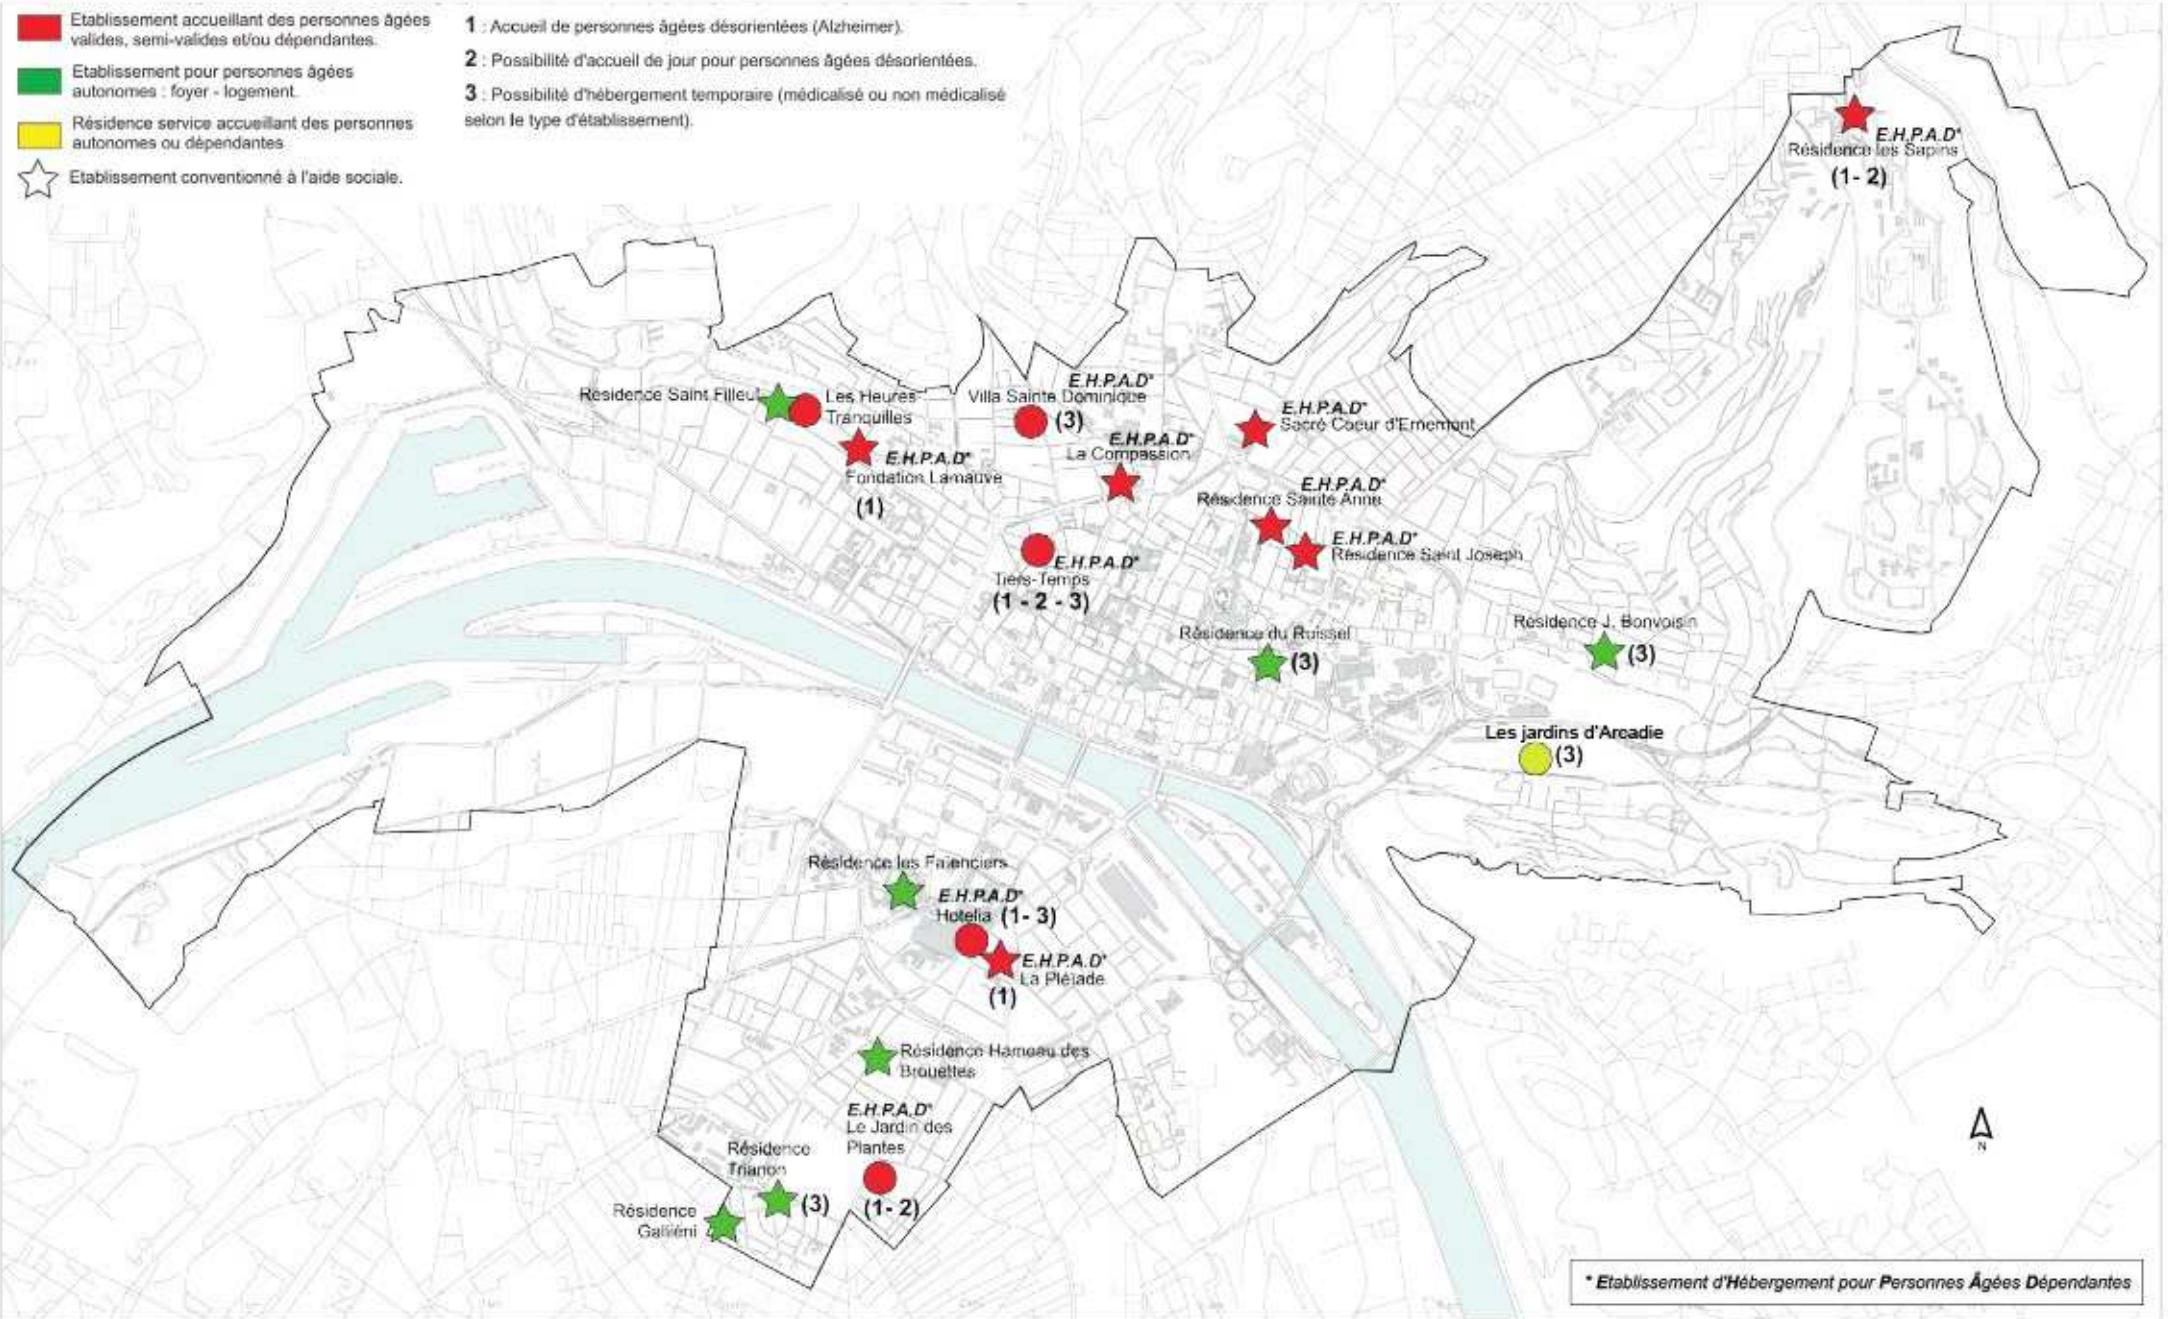 Etablissement accueillant des personnes âgées
valides, semi-valides et/ou dépendantes.
Etablissement pour personnes âgées
autonomes : foyer - logement.
Résidence service accueillant des personnes
autonomes ou dépendantes
Etablissement conventionné à l'aide sociale.
1 : Accueil de personnes âgées désorientées (Alzheimer).
2 : Possibilité d'accueil de jour pour personnes âgées désorientées.
3 : Possibilité d'hébergement temporaire (médicalisé ou non médicalisé
selon le type d'établissement).
E.H.P.A.D*
Résidence les Sapins
(1- 2)
Résidence Saint Filleul
Les Heures
Tranquilles
E.H.P.A.D*
Fondation Lamauve
(1)
E.H.P.A.D*
Villa Sainte Dominique
(3)
E.H.P.A.D*
La Compassion
E.H.P.A.D*
Sacré Coeur d'Ernemont
E.H.P.A.D*
Résidence Sainte Anne
E.H.P.A.D*
Résidence Saint Joseph
E.H.P.A.D*
Tiers-Temps
(1 - 2 - 3)
Résidence du Ruissel
(3)
Résidence J. Bonvoisin
(3)
Les jardins d'Arcadie
(3)
Résidence les Faïenciers
E.H.P.A.D*
Hotelia (1- 3)
E.H.P.A.D*
La Pléiade
(1)
Résidence Hameau des
Brouettes
E.H.P.A.D*
Le Jardin des
Plantes
(1- 2)
Résidence
Trianon
(3)
Résidence
Galliéni
N
* Etablissement d'Hébergement pour Personnes Âgées Dépendantes